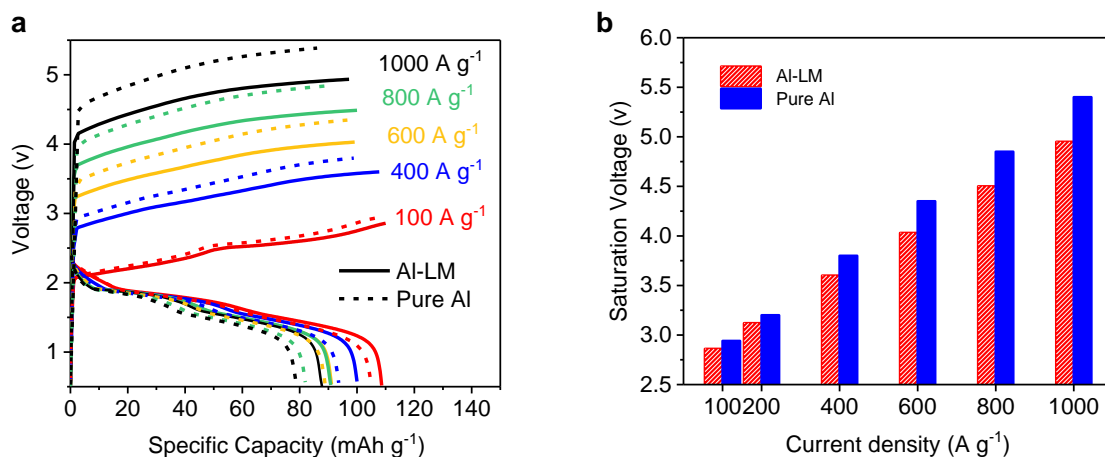 a
Voltage (v)
5
4
3
2
1
1000 A g⁻¹
800 A g⁻¹
600 A g⁻¹
400 A g⁻¹
100 A g⁻¹
Al-LM
Pure Al
0 20 40 60 80 100 120 140
Specific Capacity (mAh g⁻¹)
b
Saturation Voltage (v)
6.0
5.5
5.0
4.5
4.0
3.5
3.0
2.5
Al-LM
Pure Al
100 200 400 600 800 1000
Current density (A g⁻¹)